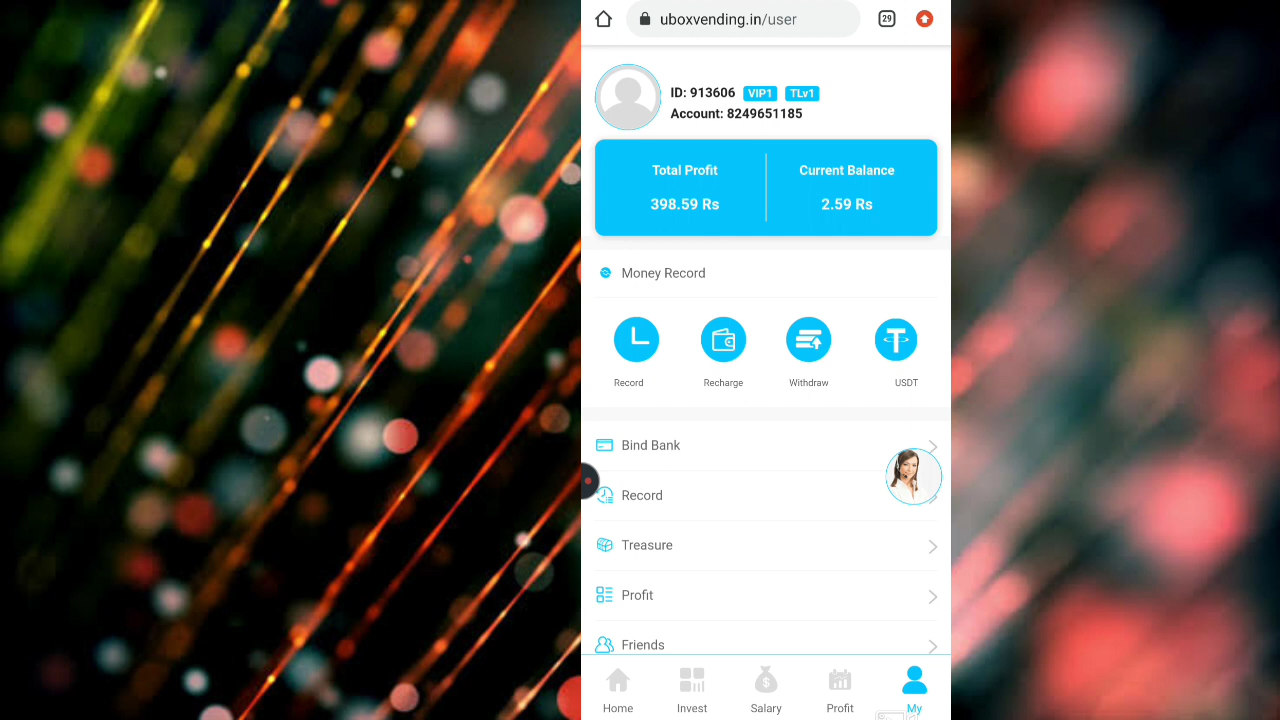 uboxvending.in/user
29
ID: 913606 VIP1 TLv1
Account: 8249651185
Total Profit
Current Balance
398.59 Rs
2.59 Rs
Money Record
Record
Recharge
Withdraw
USDT
Bind Bank
Record
Treasure
Profit
Friends
Home
Invest
Salary
Profit
My